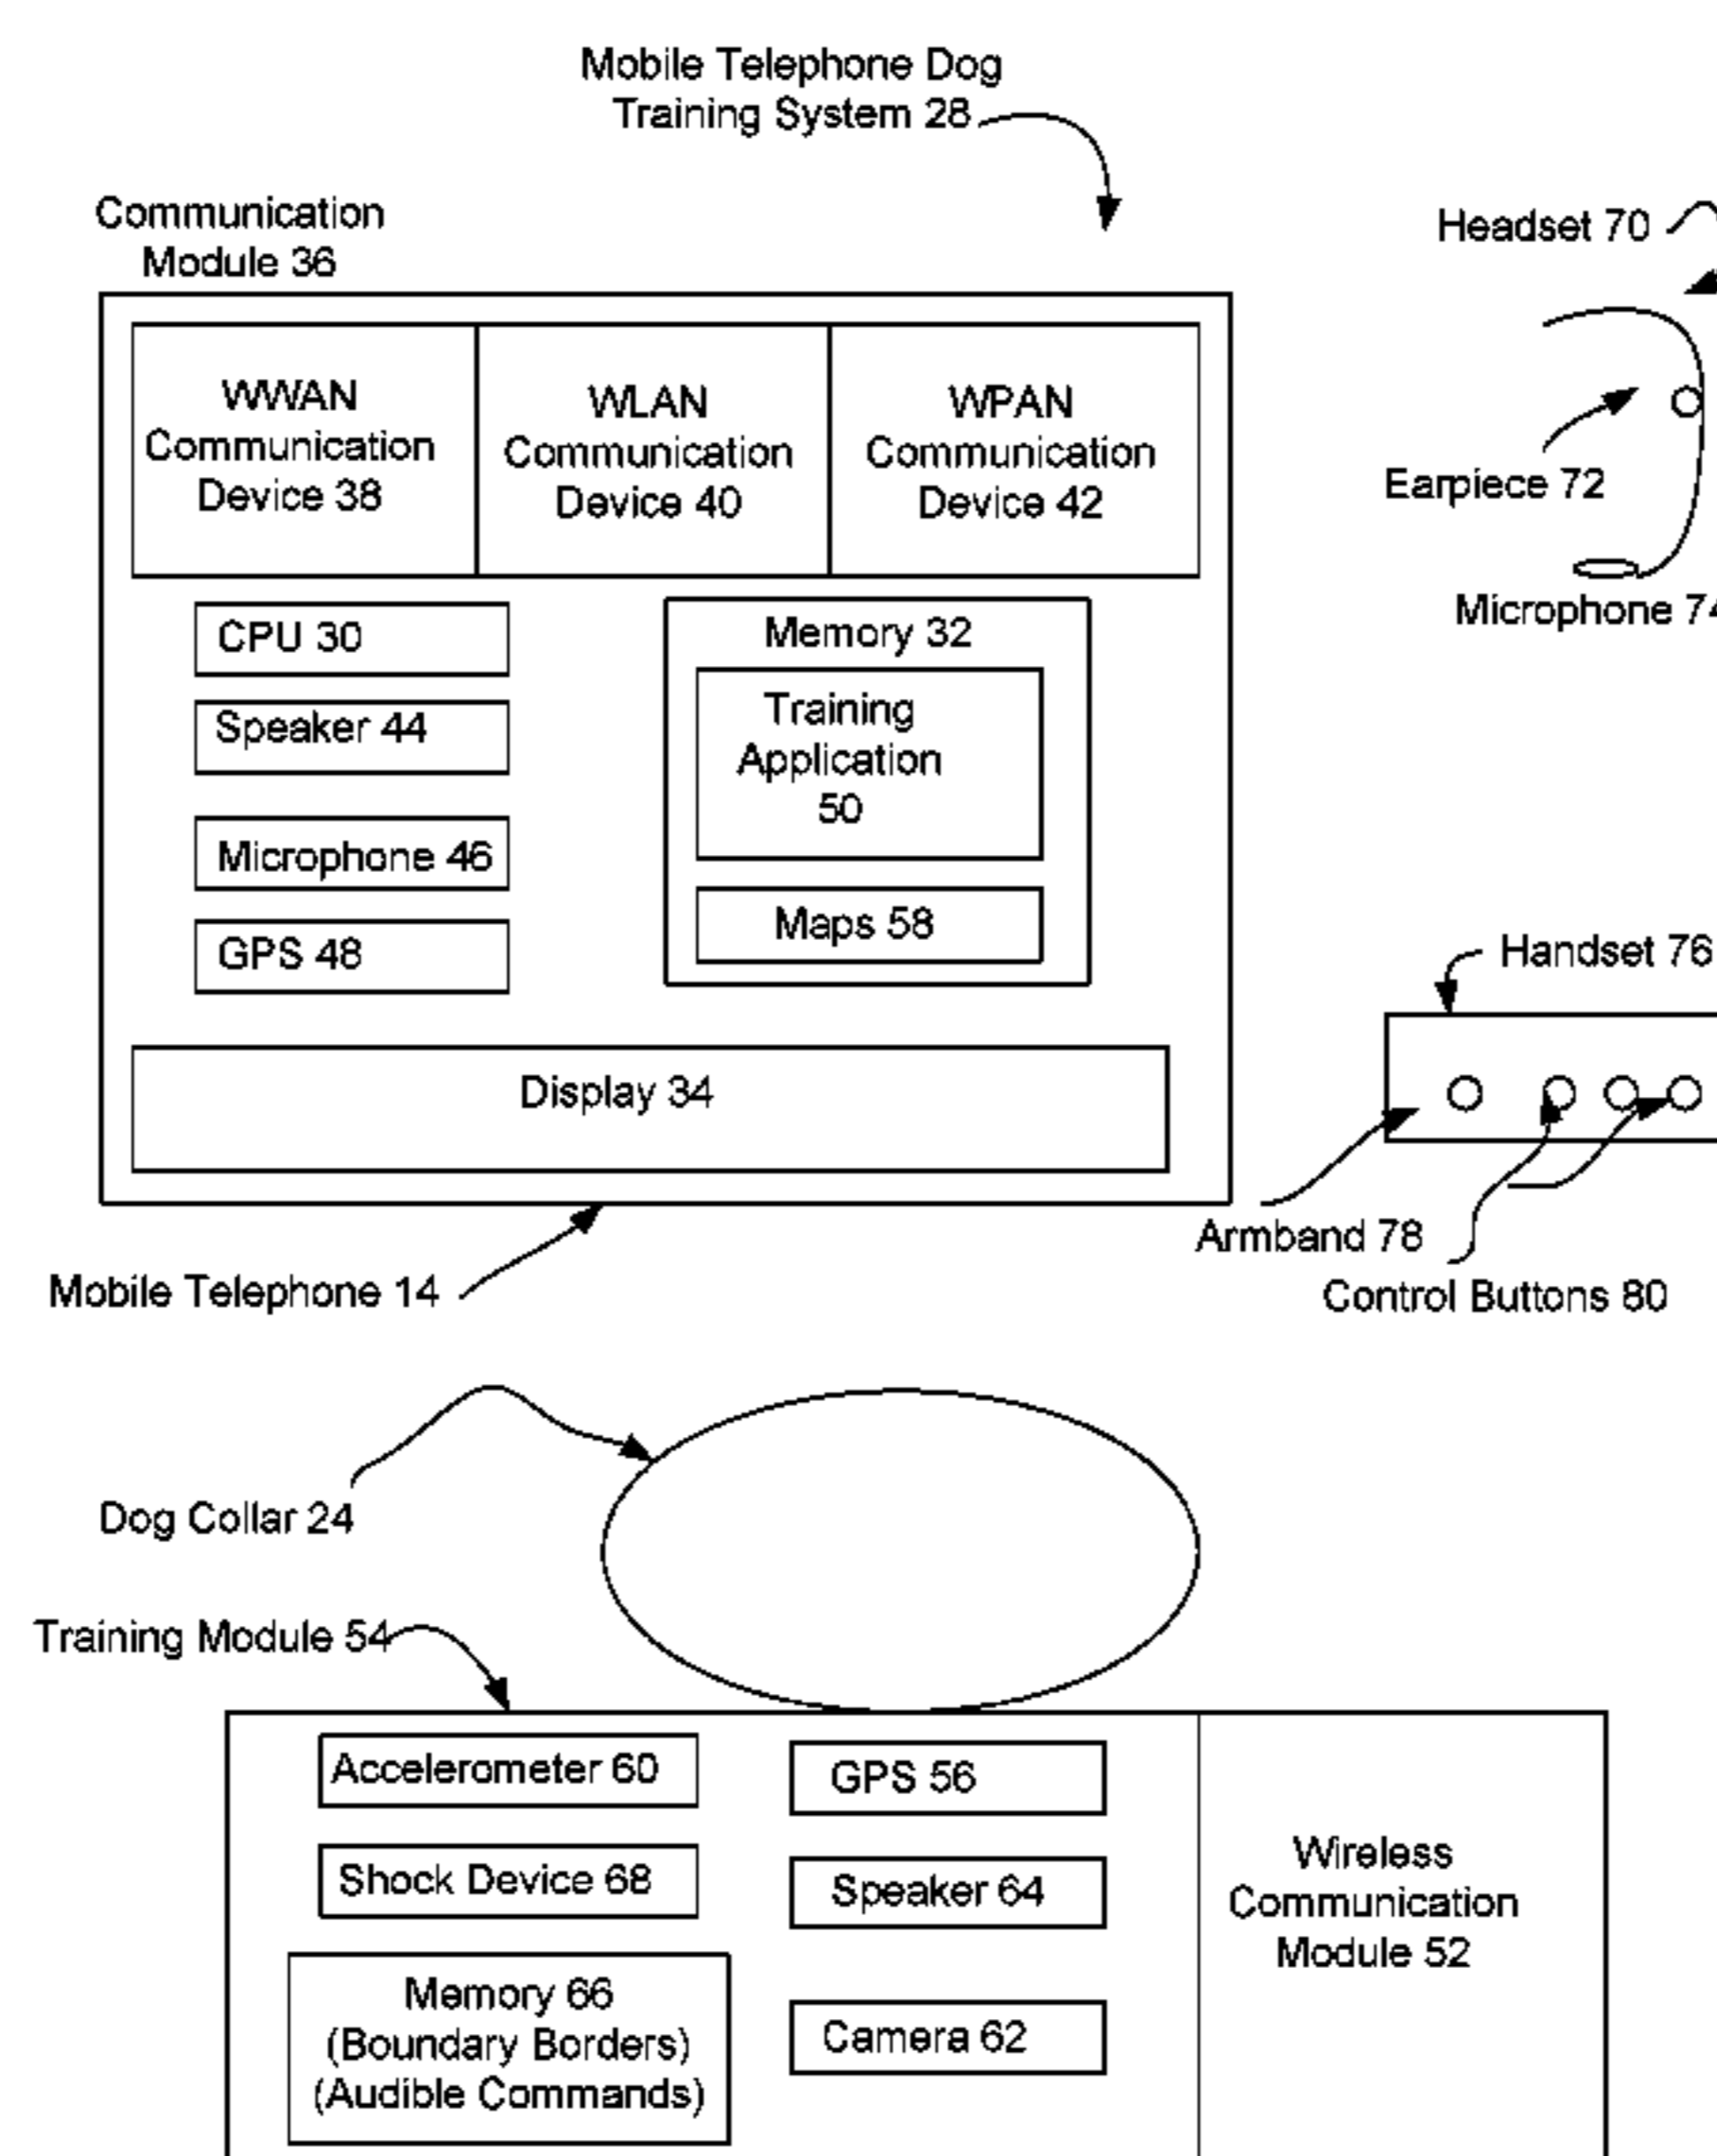 Mobile Telephone Dog
Training System 28
Communication
Module 36
Headset 70
WWAN
Communication
Device 38
WLAN
Communication
Device 40
WPAN
Communication
Device 42
Earpiece 72
Microphone 74
CPU 30
Speaker 44
Microphone 46
GPS 48
Memory 32
Training
Application
50
Maps 58
Handset 76
Display 34
Armband 78
Control Buttons 80
Mobile Telephone 14
Dog Collar 24
Training Module 54
Accelerometer 60
GPS 56
Shock Device 68
Speaker 64
Memory 66
(Boundary Borders)
(Audible Commands)
Camera 62
Wireless
Communication
Module 52